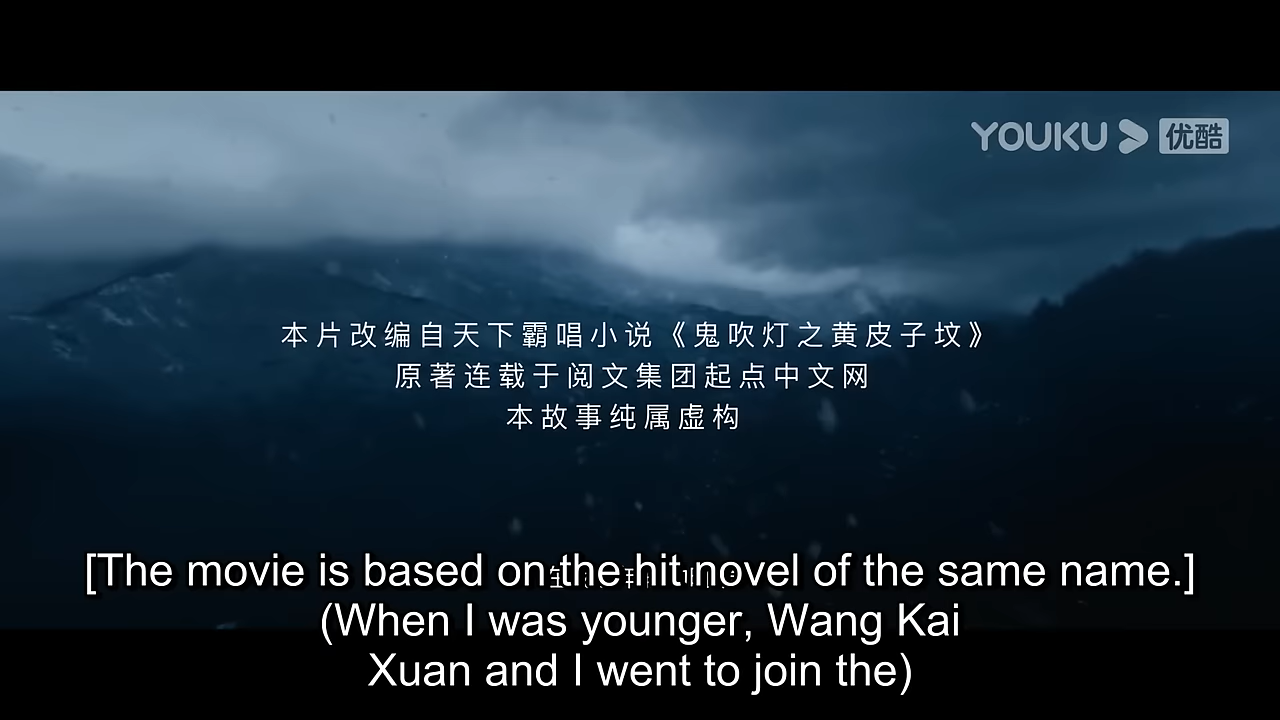 YOUKU 优酷
本片改编自天下霸唱小说《鬼吹灯之黄皮子坟》
原著连载于阅文集团起点中文网
本故事纯属虚构
[The movie is based on the hit novel of the same name.]
(When I was younger, Wang Kai
Xuan and I went to join the)